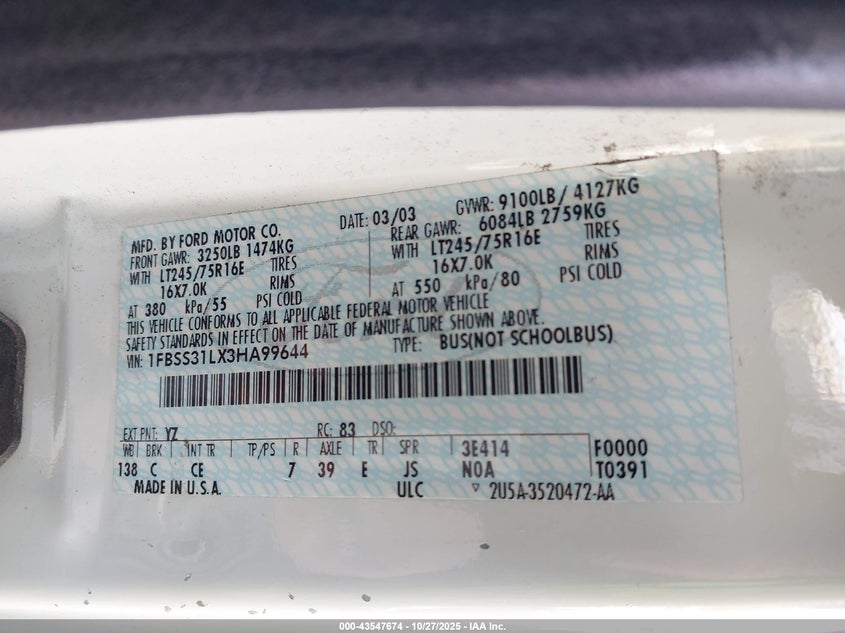 MFD. BY FORD MOTOR CO. DATE: 03/03 GVWR: 9100LB / 4127KG
FRONT GAWR: 3250LB 1474KG REAR GAWR: 6084LB 2759KG
WITH LT245/75R16E TIRES WITH LT245/75R16E TIRES
16X7.0K RIMS 16X7.0K RIMS
AT 380 kPa/55 PSI COLD AT 550 kPa/80 PSI COLD
THIS VEHICLE CONFORMS TO ALL APPLICABLE FEDERAL MOTOR VEHICLE
SAFETY STANDARDS IN EFFECT ON THE DATE OF MANUFACTURE SHOWN ABOVE.
VIN: 1FBSS31LX3HA99644 TYPE: BUS(NOT SCHOOLBUS)
EXT PNT: YZ RC: 83 DSO:
WB BRK INT TR TP/PS R AXLE TR SPR 3E414 F0000
138 C CE 7 39 E JS N0A T0391
MADE IN U.S.A. ULC ▽ 2U5A-3520472-AA
000-43547674 | 10/27/2025 - IAA Inc.